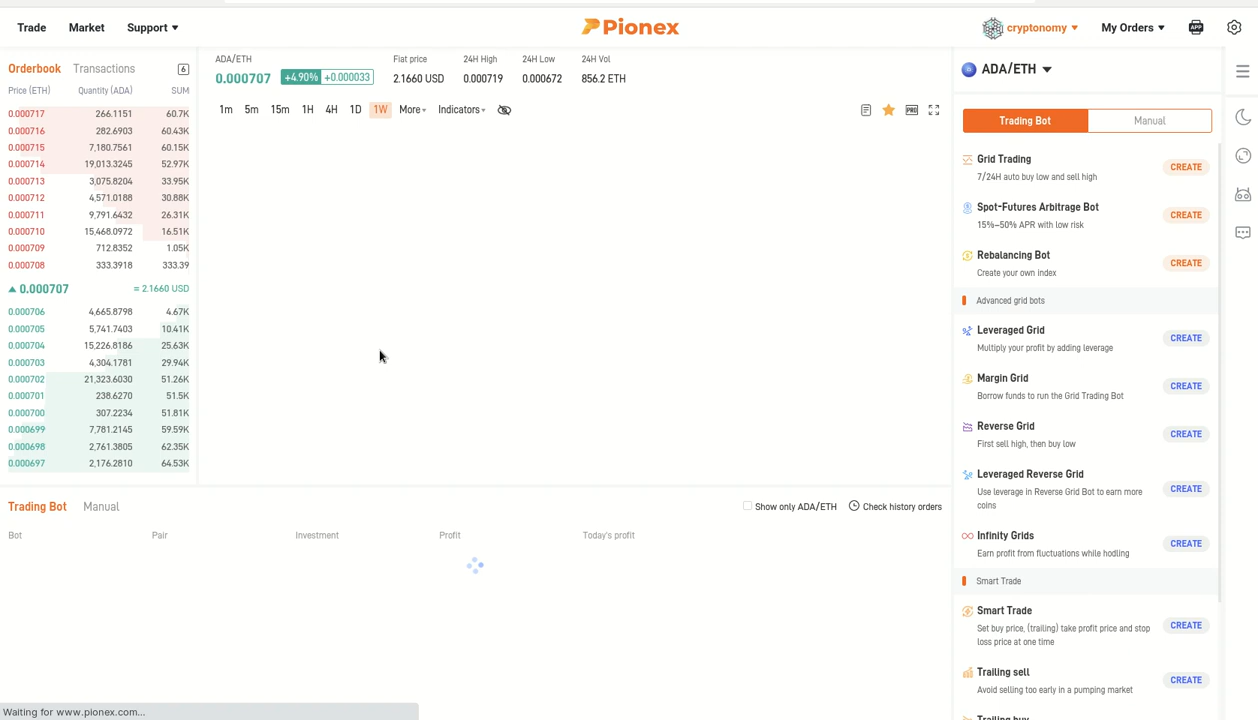 Trade Market Support
Pionex
cryptonomy My Orders APP
Orderbook Transactions 6
Price (ETH) Quantity (ADA) SUM
0.000717 266.1151 60.7K
0.000716 282.6903 60.43K
0.000715 7,180.7561 60.15K
0.000714 19,013.3245 52.97K
0.000713 3,075.8204 33.95K
0.000712 4,571.0188 30.88K
0.000711 9,791.6432 26.31K
0.000710 15,468.0972 16.51K
0.000709 712.8352 1.05K
0.000708 333.3918 333.39
0.000707 = 2.1660 USD
0.000706 4,665.8798 4.67K
0.000705 5,741.7403 10.41K
0.000704 15,226.8186 25.63K
0.000703 4,304.1781 29.94K
0.000702 21,323.6030 51.26K
0.000701 238.6270 51.5K
0.000700 307.2234 51.81K
0.000699 7,781.2145 59.59K
0.000698 2,761.3805 62.35K
0.000697 2,176.2810 64.53K
ADA/ETH Fiat price 24H High 24H Low 24H Vol
0.000707 +4.90% +0.000033 2.1660 USD 0.000719 0.000672 856.2 ETH
1m 5m 15m 1H 4H 1D 1W More Indicators PRO
Trading Bot Manual
Show only ADA/ETH Check history orders
Bot Pair Investment Profit Today's profit
Waiting for www.pionex.com...
ADA/ETH
Trading Bot Manual
Grid Trading
7/24H auto buy low and sell high
CREATE
Spot-Futures Arbitrage Bot
15%–50% APR with low risk
CREATE
Rebalancing Bot
Create your own index
CREATE
Advanced grid bots
Leveraged Grid
Multiply your profit by adding leverage
CREATE
Margin Grid
Borrow funds to run the Grid Trading Bot
CREATE
Reverse Grid
First sell high, then buy low
CREATE
Leveraged Reverse Grid
Use leverage in Reverse Grid Bot to earn more
coins
CREATE
Infinity Grids
Earn profit from fluctuations while hodling
CREATE
Smart Trade
Smart Trade
Set buy price, (trailing) take profit price and stop
loss price at one time
CREATE
Trailing sell
Avoid selling too early in a pumping market
CREATE
Trailing buy